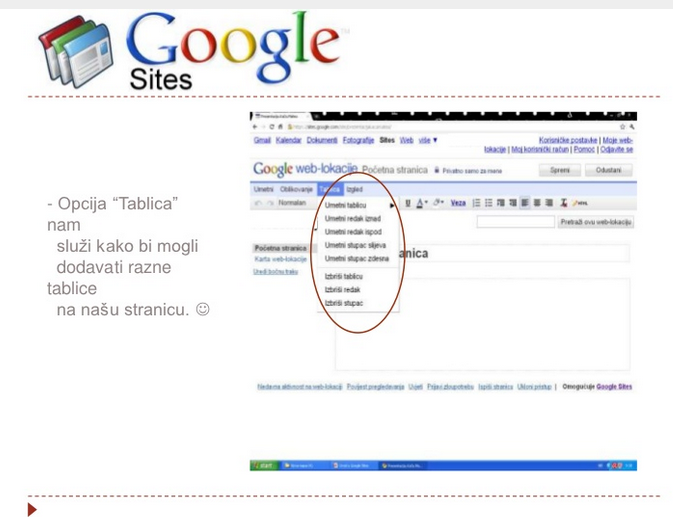 Google
Sites
- Opcija “Tablica”
nam
služi kako bi mogli
dodavati razne
tablice
na našu stranicu. ☺
Gmail Kalendar Dokumenti Fotografije Sites Web više ▼
Korisničke postavke | Moje web-
lokacije | Moj korisnički račun | Pomoć | Odjavite se
Google web-lokacije Početna stranica Privatno samo za mene Spremi Odustani
Umetni Oblikovanje Tablica Izgled
Normalan Veza HTML
Umetni tablicu
Umetni redak iznad
Umetni redak ispod
Umetni stupac slijeva
Umetni stupac zdesna
Izbriši tablicu
Izbriši redak
Izbriši stupac
Pretraži ovu web-lokaciju
Početna stranica
Karta web-lokacije
Uredi bočnu traku
anica
Nedavna aktivnost na web-lokaciji Povijest pregledavanja Uvjeti Prijavi zloupotrebu Ispiši stranicu Ukloni pristup | Omogućuje Google Sites
start